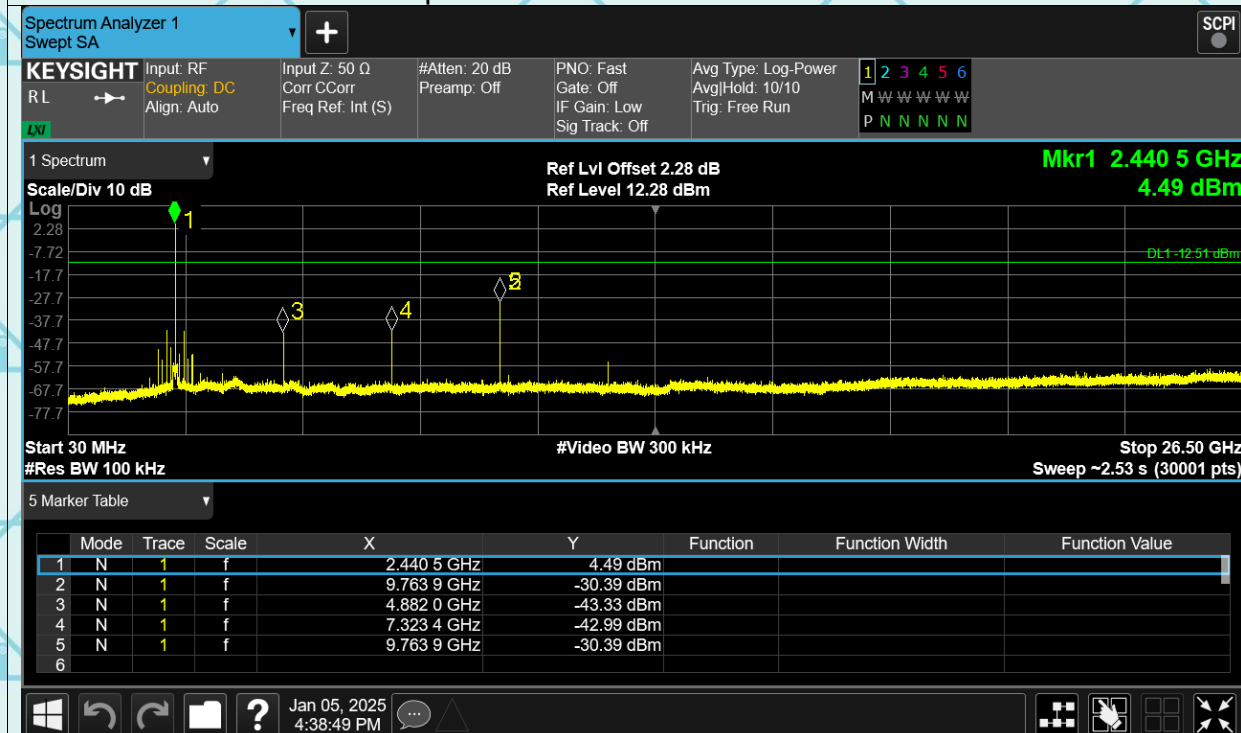 Spectrum Analyzer 1
Swept SA
+
SCPI
KEYSIGHT
RL
LXI
Input: RF
Coupling: DC
Align: Auto
Input Z: 50 Ω
Corr CCorr
Freq Ref: Int (S)
#Atten: 20 dB
Preamp: Off
PNO: Fast
Gate: Off
IF Gain: Low
Sig Track: Off
Avg Type: Log-Power
Avg|Hold: 10/10
Trig: Free Run
1 2 3 4 5 6
M W W W W W
P N N N N N
1 Spectrum
Scale/Div 10 dB
Ref Lvl Offset 2.28 dB
Ref Level 12.28 dBm
Mkr1 2.440 5 GHz
4.49 dBm
Log
2.28
-7.72
-17.7
-27.7
-37.7
-47.7
-57.7
-67.7
-77.7
1
3
4
DL1 -12.51 dBm
Start 30 MHz
#Res BW 100 kHz
#Video BW 300 kHz
Stop 26.50 GHz
Sweep ~2.53 s (30001 pts)
5 Marker Table
Mode Trace Scale X Y Function Function Width Function Value
1 N 1 f 2.440 5 GHz 4.49 dBm
2 N 1 f 9.763 9 GHz -30.39 dBm
3 N 1 f 4.882 0 GHz -43.33 dBm
4 N 1 f 7.323 4 GHz -42.99 dBm
5 N 1 f 9.763 9 GHz -30.39 dBm
6
?
Jan 05, 2025
4:38:49 PM